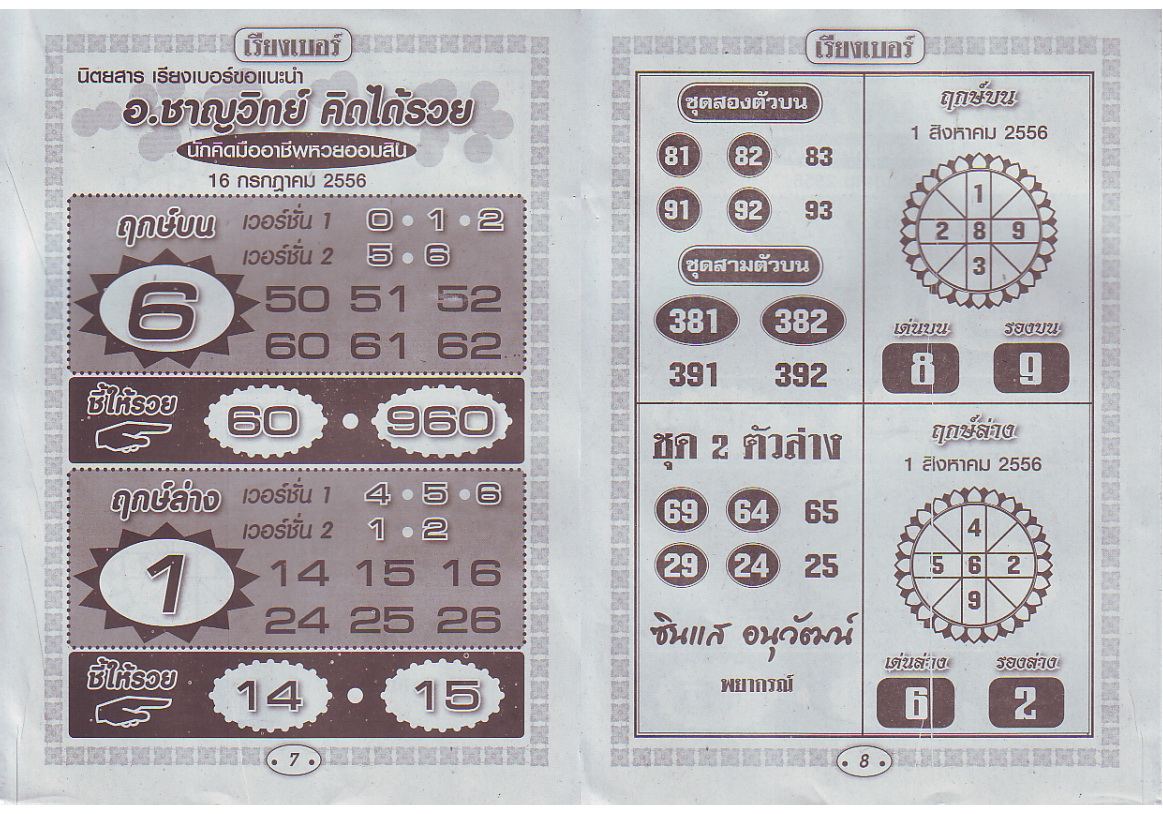 เรียงเบอร์
นิตยสาร เรียงเบอร์ขอแนะนำ
อ.ชาญวิทย์ คิดได้รวย
นักคิดมืออาชีพหวยออมสิน
16 กรกฎาคม 2556
ฤกษ์บน เวอร์ชั่น 1 0 • 1 • 2
เวอร์ชั่น 2 5 • 6
6
50 51 52
60 61 62
ชี้ให้รวย 60 • 960
ฤกษ์ล่าง เวอร์ชั่น 1 4 • 5 • 6
เวอร์ชั่น 2 1 • 2
1
14 15 16
24 25 26
ชี้ให้รวย 14 • 15
• 7 •
เรียงเบอร์
ชุดสองตัวบน
81 82 83
91 92 93
ชุดสามตัวบน
381 382
391 392
ฤกษ์บน
1 สิงหาคม 2556
1
2 8 9
3
เด่นบน รองบน
8 9
ชุด 2 ตัวล่าง
69 64 65
29 24 25
ซินแส อนุวัฒน์
พยากรณ์
ฤกษ์ล่าง
1 สิงหาคม 2556
4
5 6 2
9
เด่นล่าง รองล่าง
6 2
• 8 •